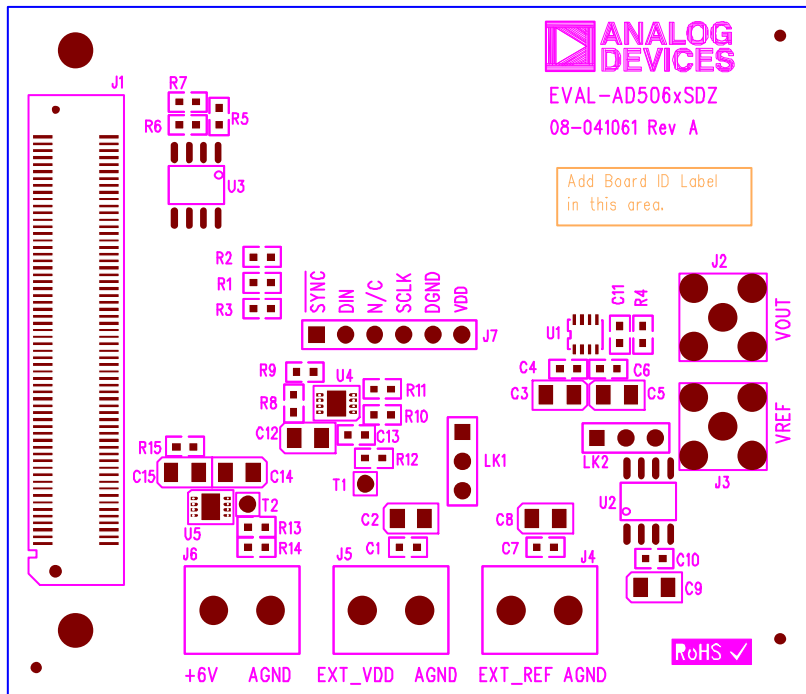 ANALOG
DEVICES
EVAL-AD506xSDZ
08-041061 Rev A
Add Board ID Label
in this area.
J1
R7
R6
R5
U3
R2
R1
R3
SYNC
DIN
N/C
SCLK
DGND
VDD
J7
J2
VOUT
C11
R4
U1
C4
C6
C3
C5
R9
U4
R11
R8
R10
C12
C13
R12
R15
C15
C14
T1
LK1
LK2
VREF
J3
U2
T2
U5
R13
R14
C2
C1
C8
C7
C10
C9
J6
J5
J4
+6V AGND
EXT_VDD AGND
EXT_REF AGND
RoHS ✓